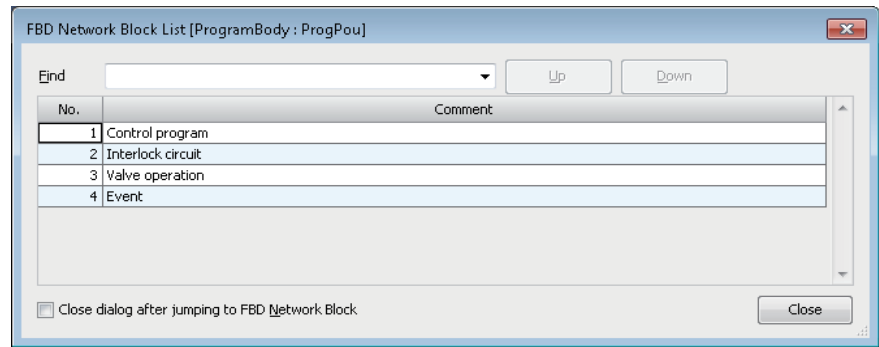 FBD Network Block List [ProgramBody : ProgPou]
Find Up Down
No. Comment
1 Control program
2 Interlock circuit
3 Valve operation
4 Event
Close dialog after jumping to FBD Network Block Close